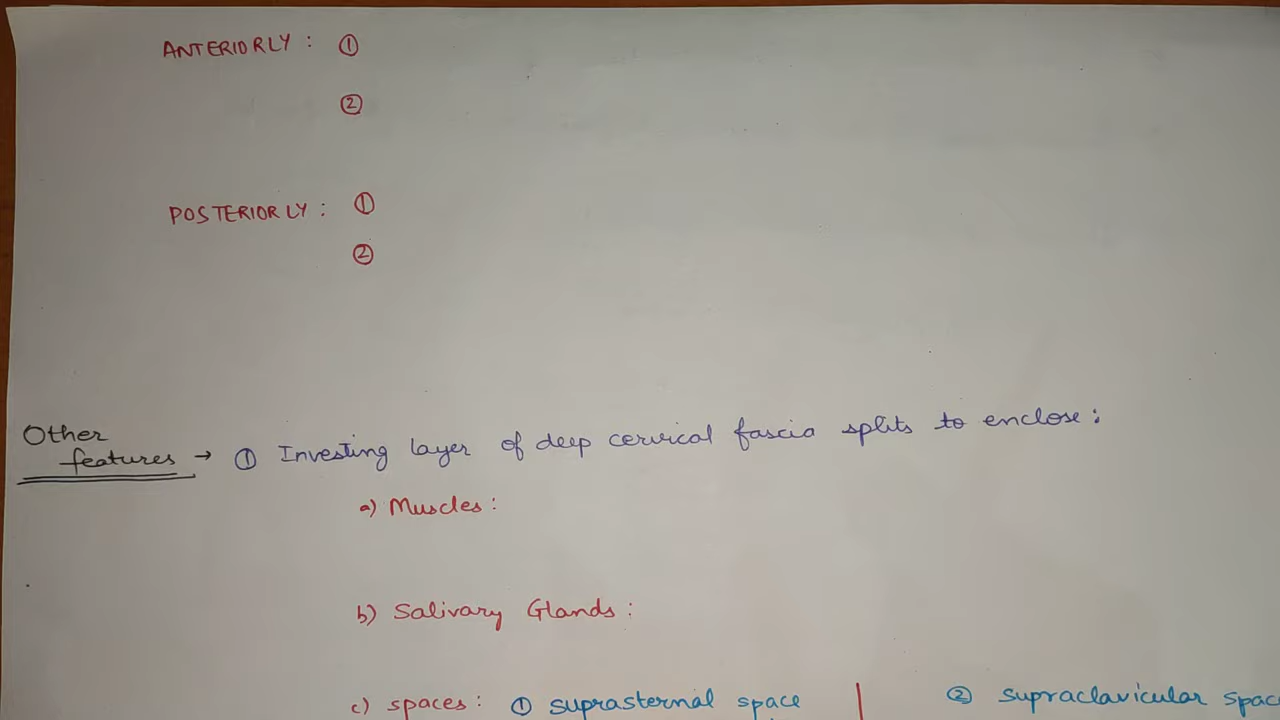 ANTERIORLY : ①
②
POSTERIORLY : ①
②
Other
features → ① Investing layer of deep cervical fascia splits to enclose :
a) Muscles :
b) Salivary Glands :
c) spaces : ① suprasternal space | ② supraclavicular spac